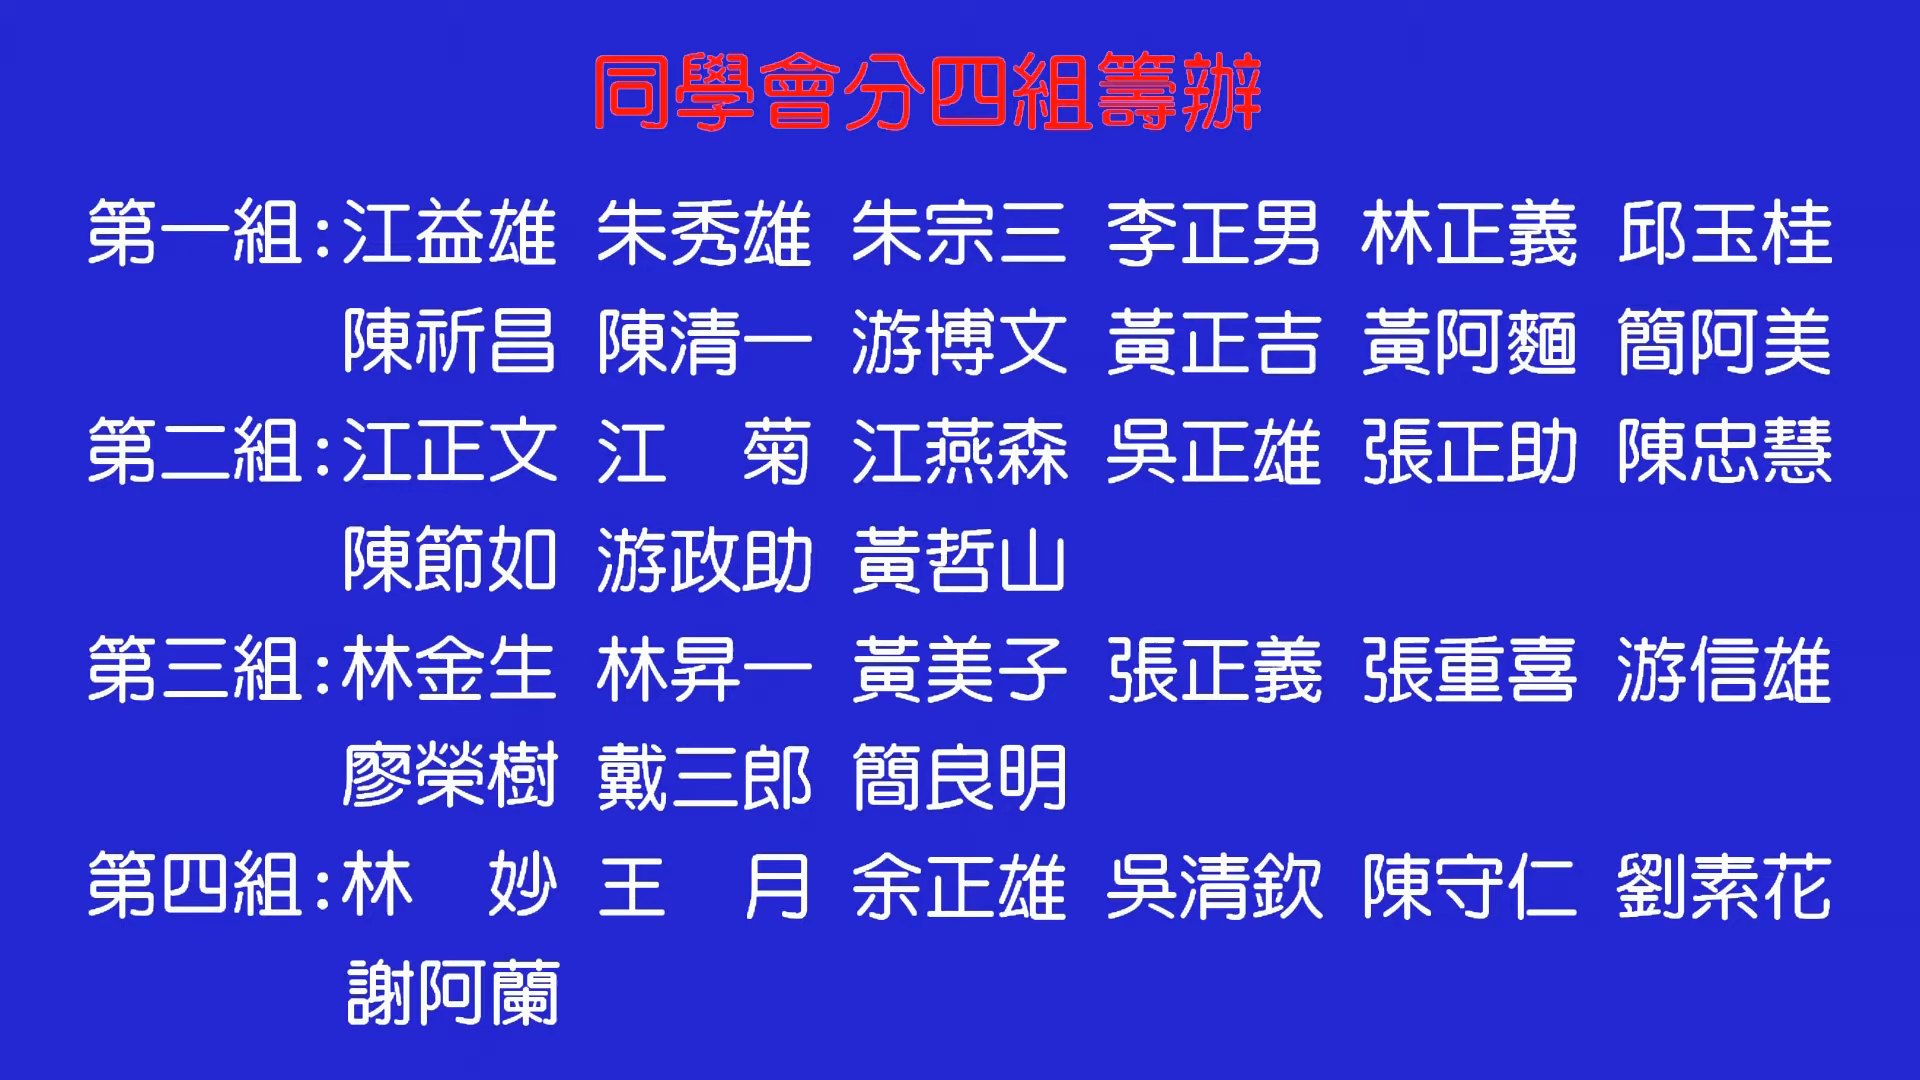 同學會分四組籌辦
第一組:江益雄 朱秀雄 朱宗三 李正男 林正義 邱玉桂
陳祈昌 陳清一 游博文 黃正吉 黃阿麵 簡阿美
第二組:江正文 江　菊 江燕森 吳正雄 張正助 陳忠慧
陳節如 游政助 黃哲山
第三組:林金生 林昇一 黃美子 張正義 張重喜 游信雄
廖榮樹 戴三郎 簡良明
第四組:林　妙 王　月 余正雄 吳清欽 陳守仁 劉素花
謝阿蘭